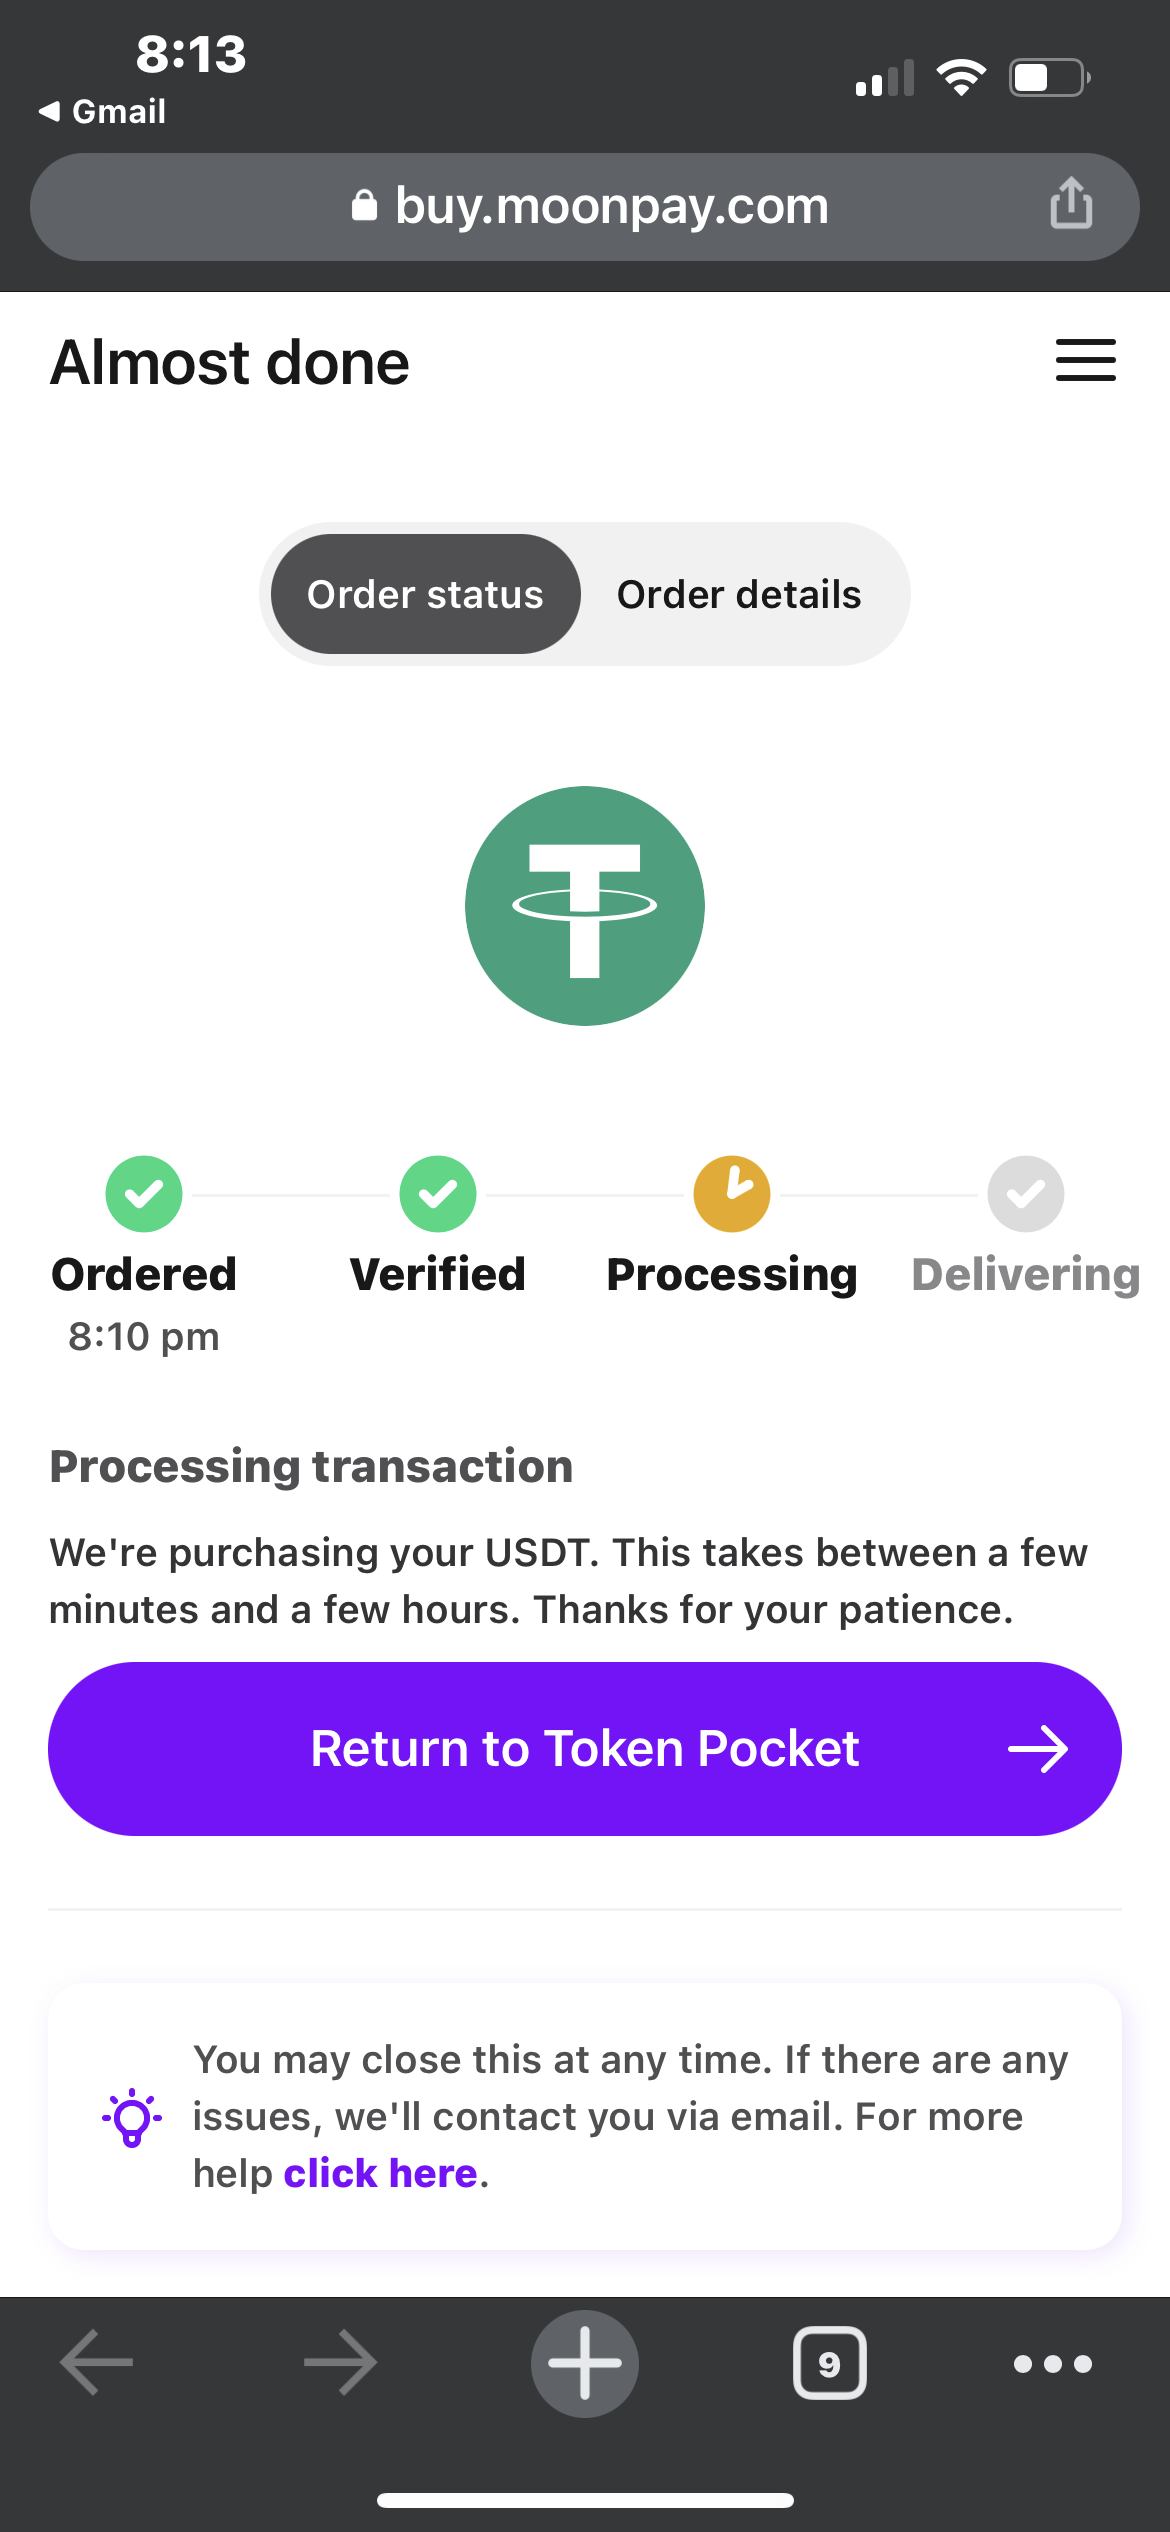 8:13
Gmail
buy.moonpay.com
Almost done
Order status
Order details
Ordered
Verified
Processing
Delivering
8:10 pm
Processing transaction
We're purchasing your USDT. This takes between a few
minutes and a few hours. Thanks for your patience.
Return to Token Pocket
You may close this at any time. If there are any
issues, we'll contact you via email. For more
help click here.
9